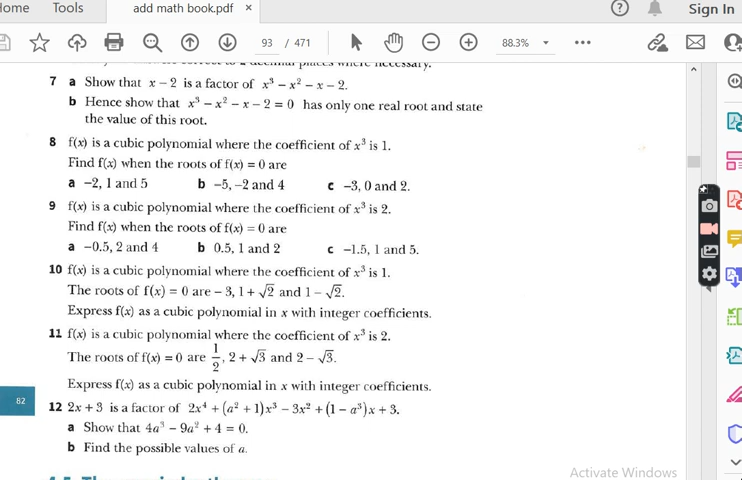 ome Tools add math book.pdf × Sign In
93 / 471 88.3%
2 decimal places where necessary.
7 a Show that x − 2 is a factor of x³ − x² − x − 2.
b Hence show that x³ − x² − x − 2 = 0 has only one real root and state
the value of this root.
8 f(x) is a cubic polynomial where the coefficient of x³ is 1.
Find f(x) when the roots of f(x) = 0 are
a −2, 1 and 5 b −5, −2 and 4 c −3, 0 and 2.
9 f(x) is a cubic polynomial where the coefficient of x³ is 2.
Find f(x) when the roots of f(x) = 0 are
a −0.5, 2 and 4 b 0.5, 1 and 2 c −1.5, 1 and 5.
10 f(x) is a cubic polynomial where the coefficient of x³ is 1.
The roots of f(x) = 0 are − 3, 1 + √2 and 1 − √2.
Express f(x) as a cubic polynomial in x with integer coefficients.
11 f(x) is a cubic polynomial where the coefficient of x³ is 2.
The roots of f(x) = 0 are 1/2, 2 + √3 and 2 − √3.
Express f(x) as a cubic polynomial in x with integer coefficients.
82
12 2x + 3 is a factor of 2x⁴ + (a² + 1)x³ − 3x² + (1 − a³)x + 3.
a Show that 4a³ − 9a² + 4 = 0.
b Find the possible values of a.
Activate Windows